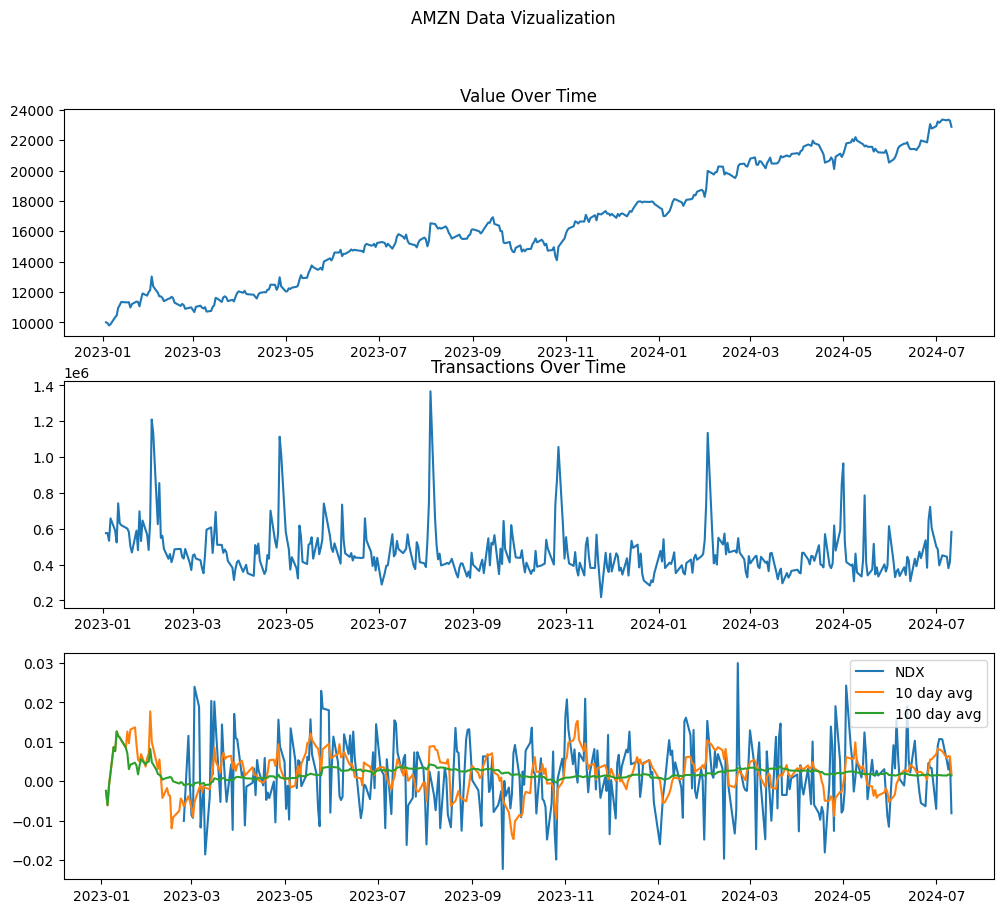 AMZN Data Vizualization
Value Over Time
24000
22000
20000
18000
16000
14000
12000
10000
2023-01 2023-03 2023-05 2023-07 2023-09 2023-11 2024-01 2024-03 2024-05 2024-07
Transactions Over Time
1e6
1.4
1.2
1.0
0.8
0.6
0.4
0.2
2023-01 2023-03 2023-05 2023-07 2023-09 2023-11 2024-01 2024-03 2024-05 2024-07
NDX
10 day avg
100 day avg
0.03
0.02
0.01
0.00
−0.01
−0.02
2023-01 2023-03 2023-05 2023-07 2023-09 2023-11 2024-01 2024-03 2024-05 2024-07